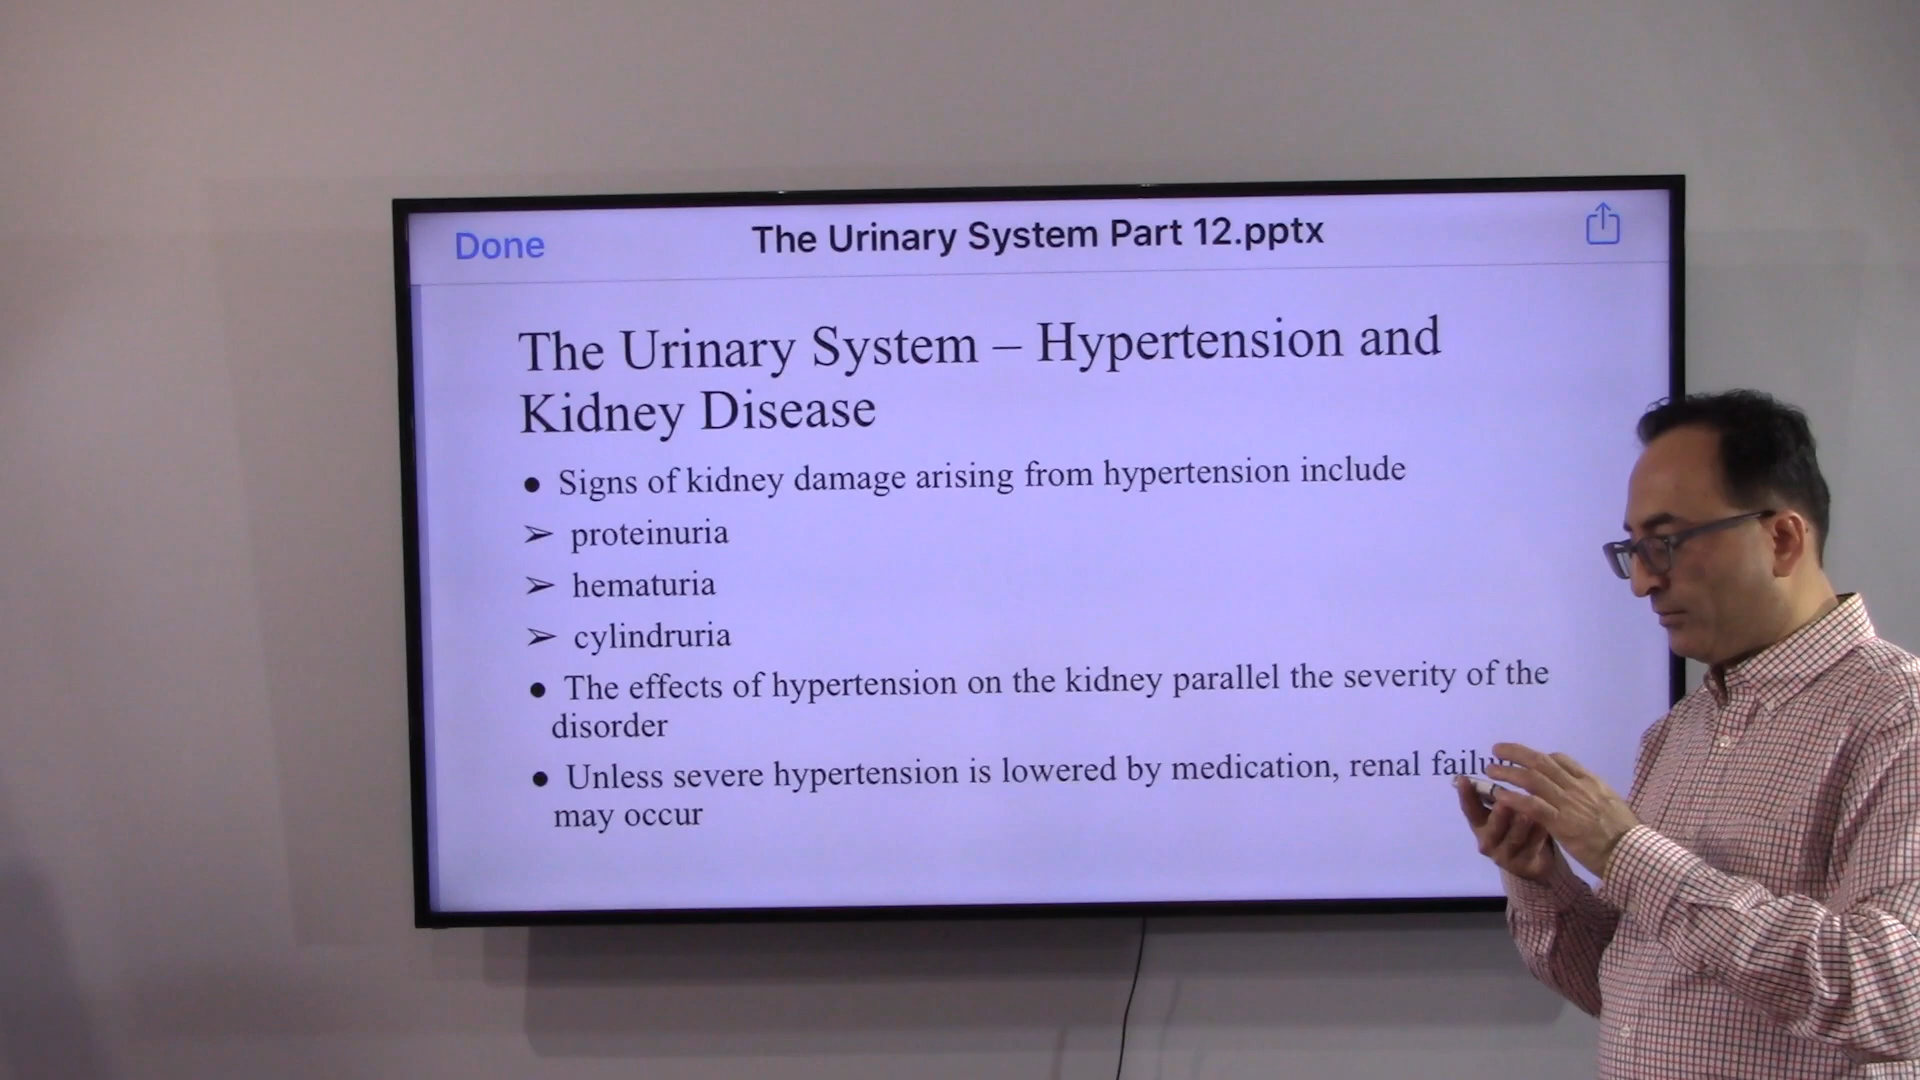 Done
The Urinary System Part 12.pptx
The Urinary System – Hypertension and
Kidney Disease
● Signs of kidney damage arising from hypertension include
➢ proteinuria
➢ hematuria
➢ cylindruria
● The effects of hypertension on the kidney parallel the severity of the
disorder
● Unless severe hypertension is lowered by medication, renal
may occur